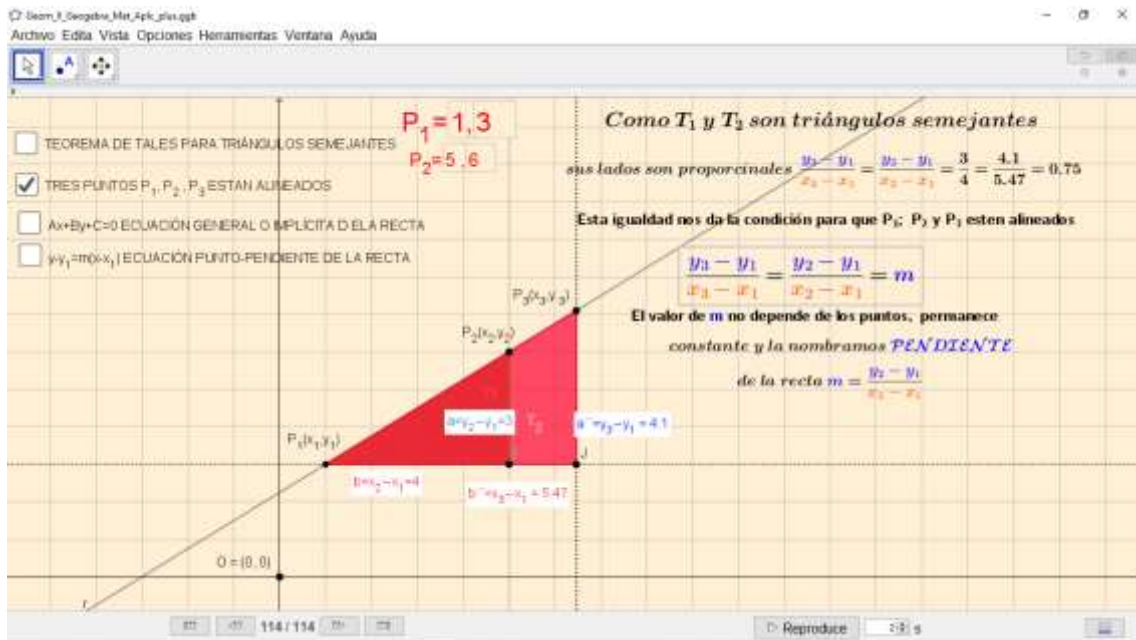 Geom_II_Geogebra_Mat_Aplic_plus.ggb
Archivo Edita Vista Opciones Herramientas Ventana Ayuda
P₁=1,3
P₂=5 ,6
TEOREMA DE TALES PARA TRIÁNGULOS SEMEJANTES
TRES PUNTOS P₁, P₂ , P₃ ESTAN ALINEADOS
Ax+By+C=0 ECUACIÓN GENERAL O IMPLÍCITA D ELA RECTA
y-y₁=m(x-x₁) ECUACIÓN PUNTO-PENDIENTE DE LA RECTA
Como T₁ y T₂ son triángulos semejantes
sus lados son proporcinales (y₃ − y₁)/(x₃ − x₁) = (y₂ − y₁)/(x₂ − x₁) = 3/4 = 4.1/5.47 = 0.75
Esta igualdad nos da la condición para que P₁; P₂ y P₃ esten alineados
(y₃ − y₁)/(x₃ − x₁) = (y₂ − y₁)/(x₂ − x₁) = m
El valor de m no depende de los puntos, permanece
constante y la nombramos PENDIENTE
de la recta m = (y₂ − y₁)/(x₂ − x₁)
P₃(x₃,y₃)
P₂(x₂,y₂)
P₁(x₁,y₁)
a=y₂−y₁=3
T₂
a´=y₃−y₁ = 4.1
J
b=x₂−x₁=4
b´=x₃−x₁ = 5.47
O = (0, 0)
r
114 / 114
Reproduce
s